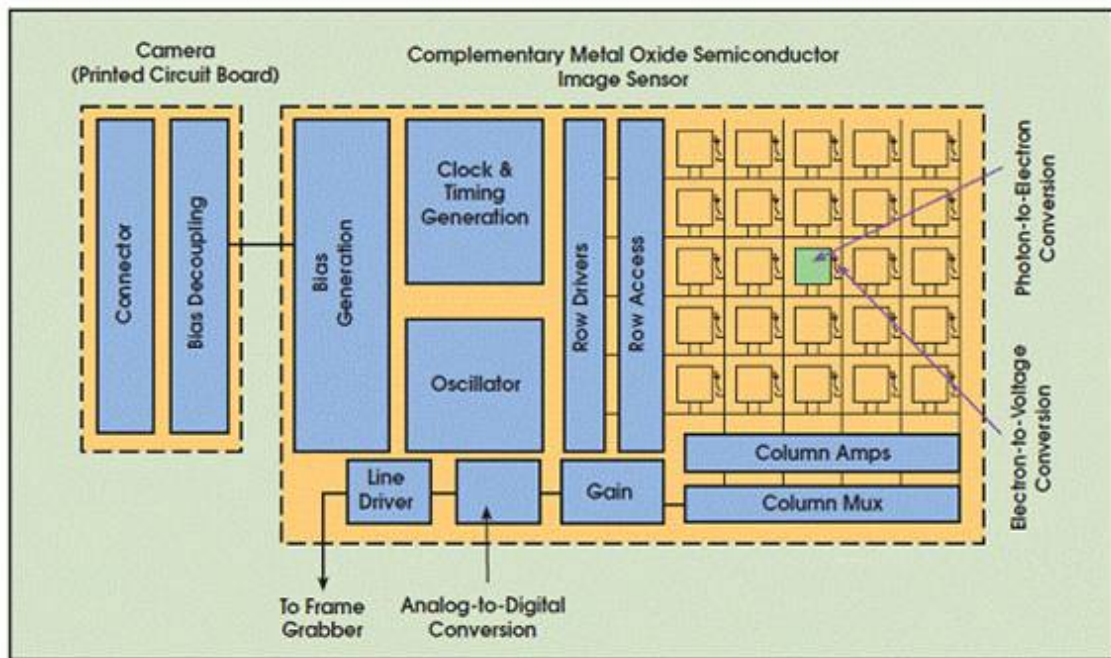 Camera
(Printed Circuit Board)
Complementary Metal Oxide Semiconductor
Image Sensor
Connector
Bias Decoupling
Bias
Generation
Clock &
Timing
Generation
Oscillator
Row Drivers
Row Access
Photon-to-Electron
Conversion
Electron-to-Voltage
Conversion
Column Amps
Column Mux
Line
Driver
Gain
To Frame
Grabber
Analog-to-Digital
Conversion